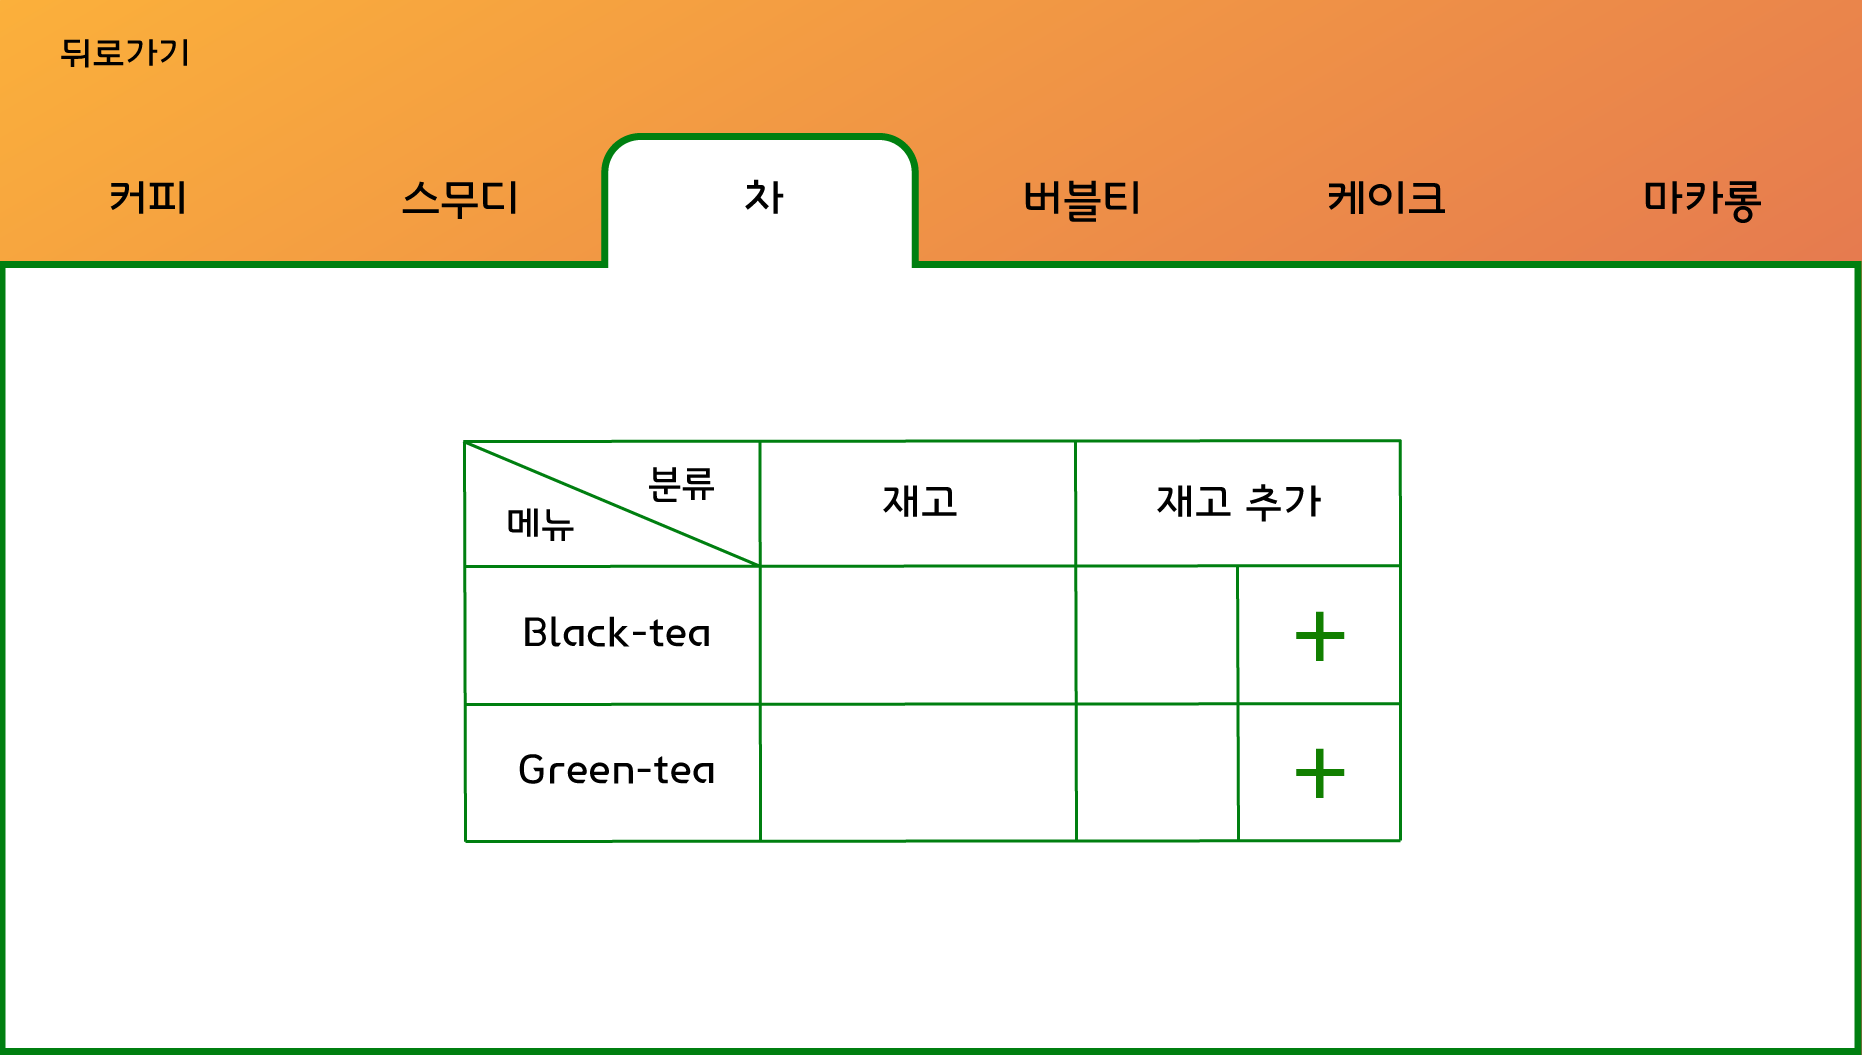 뒤로가기
커피 스무디 차 버블티 케이크 마카롱
분류
메뉴
재고 재고 추가
Black-tea +
Green-tea +